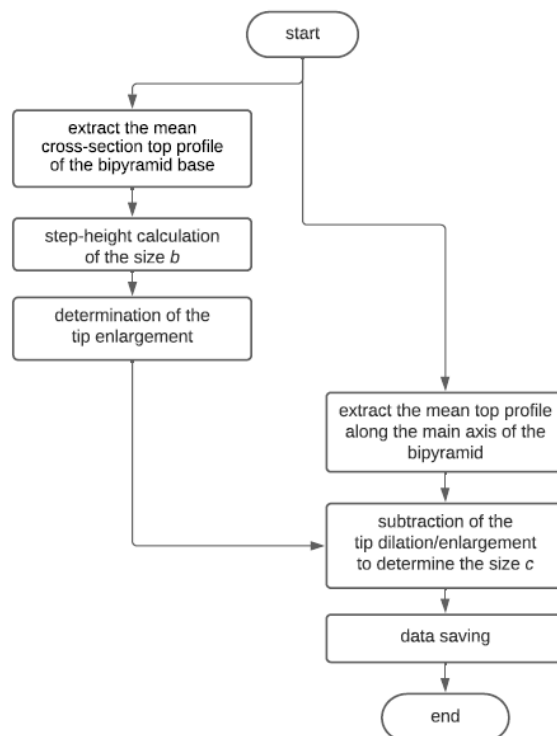 start
extract the mean
cross-section top profile
of the bipyramid base
step-height calculation
of the size b
determination of the
tip enlargement
extract the mean top profile
along the main axis of the
bipyramid
subtraction of the
tip dilation/enlargement
to determine the size c
data saving
end